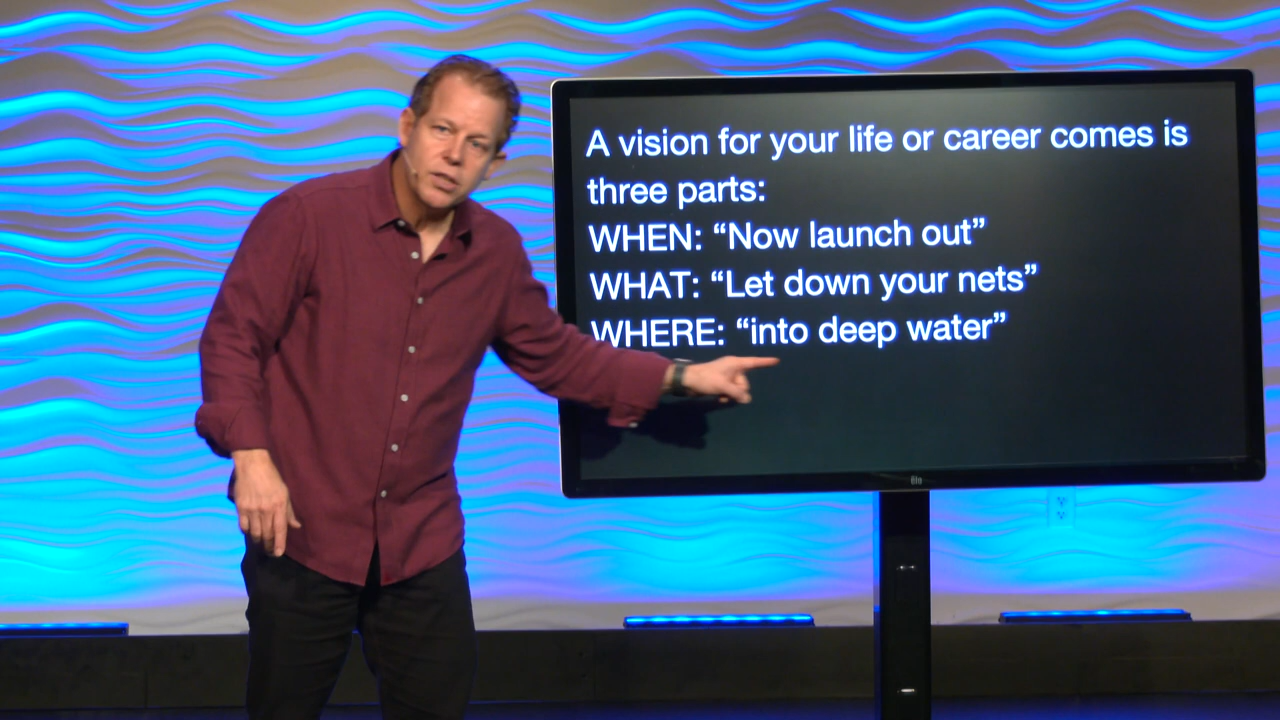 A vision for your life or career comes is
three parts:
WHEN: “Now launch out”
WHAT: “Let down your nets”
WHERE: “into deep water”
elo